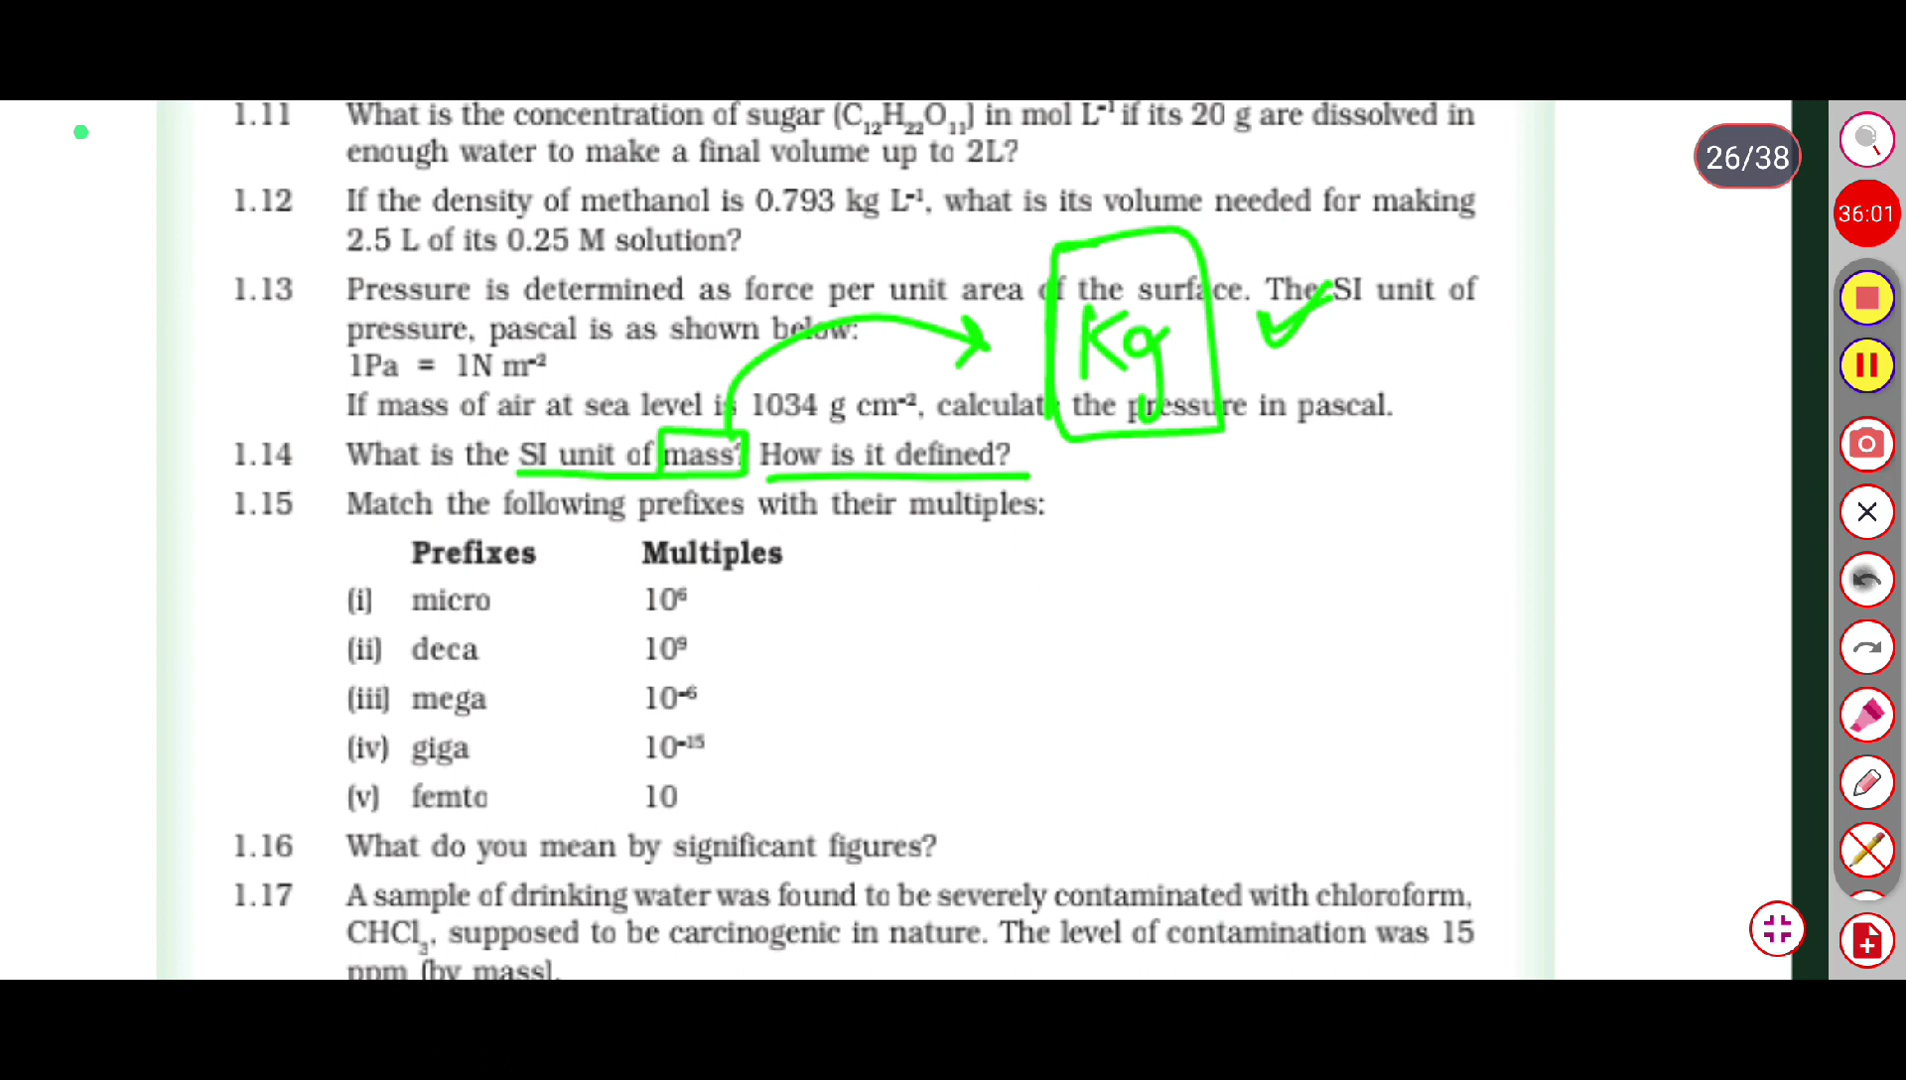 1.11 What is the concentration of sugar (C₁₂H₂₂O₁₁) in mol L⁻¹ if its 20 g are dissolved in
enough water to make a final volume up to 2L?
26/38
36:01
1.12 If the density of methanol is 0.793 kg L⁻¹, what is its volume needed for making
2.5 L of its 0.25 M solution?
1.13 Pressure is determined as force per unit area of the surface. The SI unit of
pressure, pascal is as shown below:
Kg
1Pa = 1N m⁻²
If mass of air at sea level is 1034 g cm⁻², calculate the pressure in pascal.
1.14 What is the SI unit of mass? How is it defined?
1.15 Match the following prefixes with their multiples:
Prefixes Multiples
(i) micro 10⁶
(ii) deca 10⁹
(iii) mega 10⁻⁶
(iv) giga 10⁻¹⁵
(v) femto 10
1.16 What do you mean by significant figures?
1.17 A sample of drinking water was found to be severely contaminated with chloroform,
CHCl₃, supposed to be carcinogenic in nature. The level of contamination was 15
ppm (by mass).